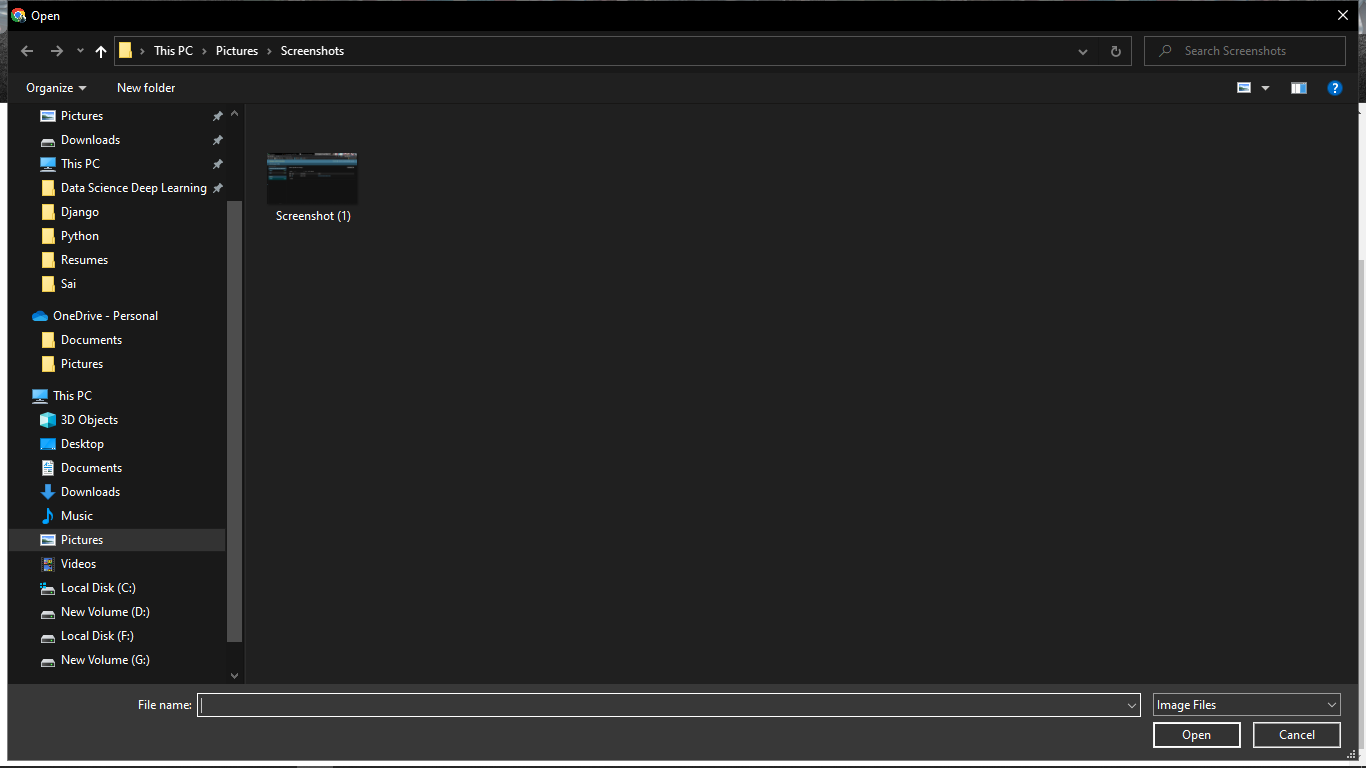 Open
This PC
Pictures
Screenshots
Search Screenshots
Organize
New folder
Pictures
Downloads
This PC
Data Science Deep Learning
Django
Python
Resumes
Sai
OneDrive - Personal
Documents
Pictures
This PC
3D Objects
Desktop
Documents
Downloads
Music
Pictures
Videos
Local Disk (C:)
New Volume (D:)
Local Disk (F:)
New Volume (G:)
Screenshot (1)
File name:
Image Files
Open
Cancel